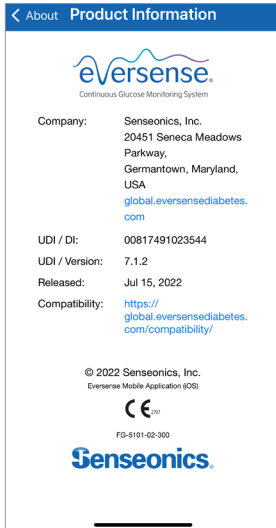 About Product Information
eversense.
Continuous Glucose Monitoring System
Company: Senseonics, Inc.
20451 Seneca Meadows
Parkway,
Germantown, Maryland,
USA
global.eversensediabetes.
com
UDI / DI: 00817491023544
UDI / Version: 7.1.2
Released: Jul 15, 2022
Compatibility: https://
global.eversensediabetes.
com/compatibility/
© 2022 Senseonics, Inc.
Eversense Mobile Application (iOS)
CE 2797
FG-5101-02-300
Senseonics.